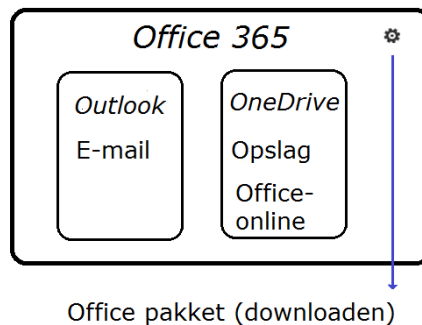 Office 365
Outlook
E-mail
OneDrive
Opslag
Office-
online
Office pakket (downloaden)